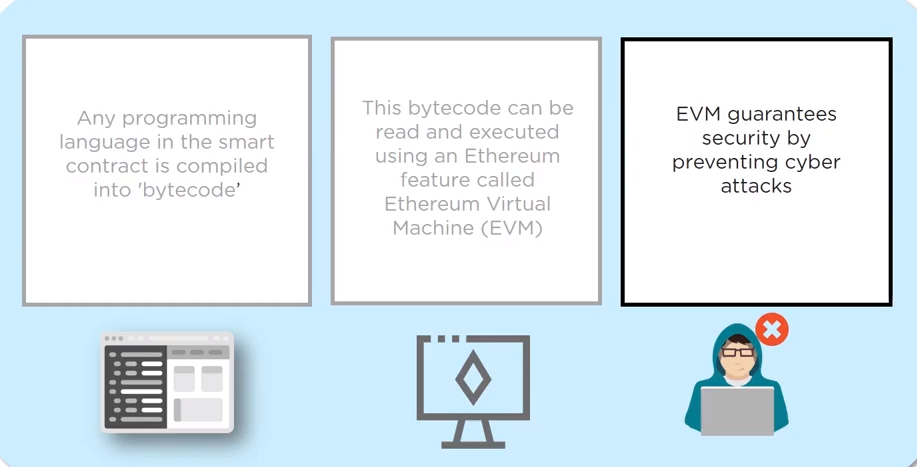 Any programming
language in the smart
contract is compiled
into 'bytecode’
This bytecode can be
read and executed
using an Ethereum
feature called
Ethereum Virtual
Machine (EVM)
EVM guarantees
security by
preventing cyber
attacks